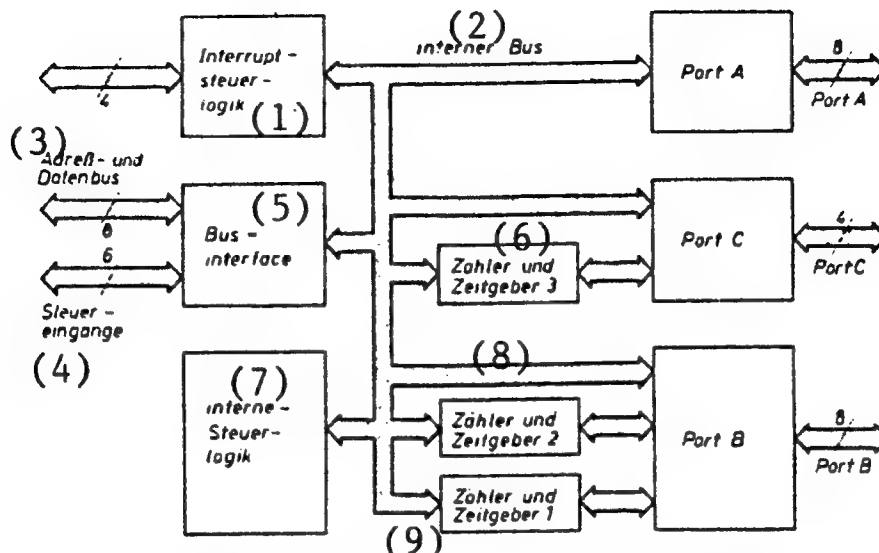 (2)
Interrupt-
steuer-
logik
(1)
interner Bus
Port A
8
Port A
4
(3)
Adreß- und
Datenbus
8
6
Steuer-
eingänge
(4)
(5)
Bus-
interface
(6)
Zähler und
Zeitgeber 3
Port C
4
Port C
(7)
interne-
Steuer-
logik
(8)
Zähler und
Zeitgeber 2
Port B
8
Port B
Zähler und
Zeitgeber 1
(9)